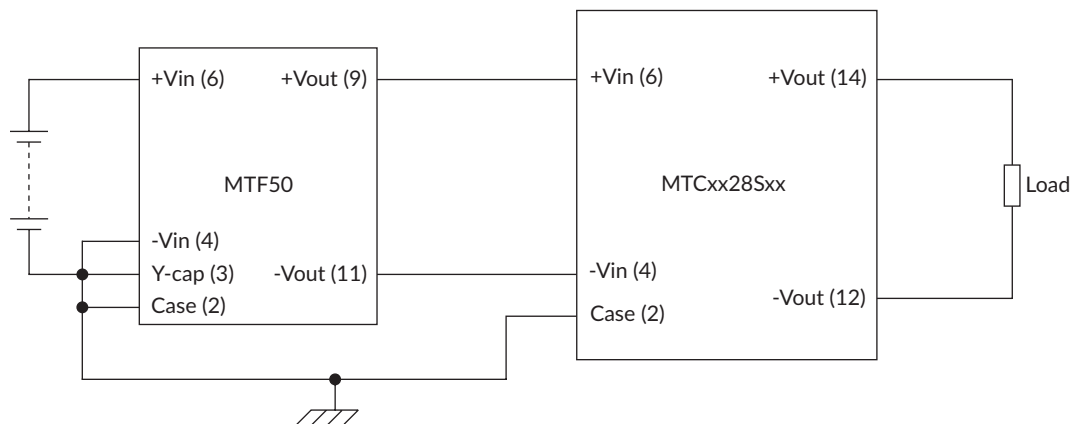 +Vin (6)
+Vout (9)
MTF50
-Vin (4)
Y-cap (3)
-Vout (11)
Case (2)
+Vin (6)
+Vout (14)
MTCxx28Sxx
-Vin (4)
Case (2)
-Vout (12)
Load